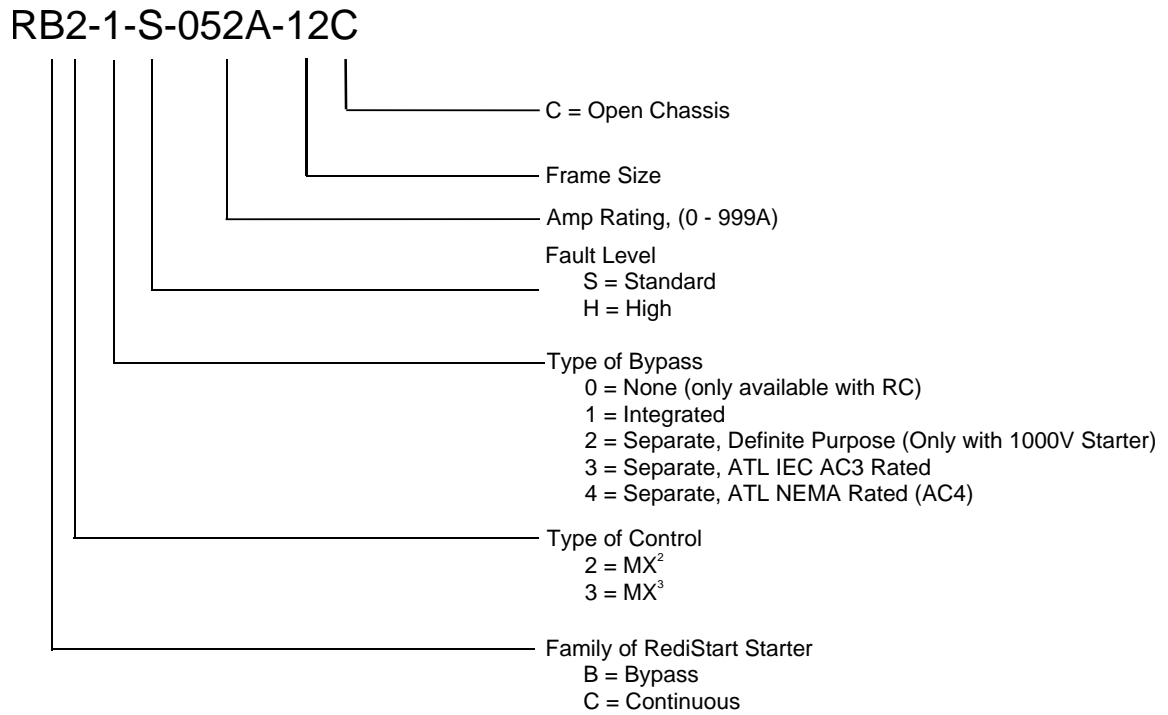 RB2-1-S-052A-12C
C = Open Chassis
Frame Size
Amp Rating, (0 - 999A)
Fault Level
S = Standard
H = High
Type of Bypass
0 = None (only available with RC)
1 = Integrated
2 = Separate, Definite Purpose (Only with 1000V Starter)
3 = Separate, ATL IEC AC3 Rated
4 = Separate, ATL NEMA Rated (AC4)
Type of Control
2 = MX²
3 = MX³
Family of RediStart Starter
B = Bypass
C = Continuous